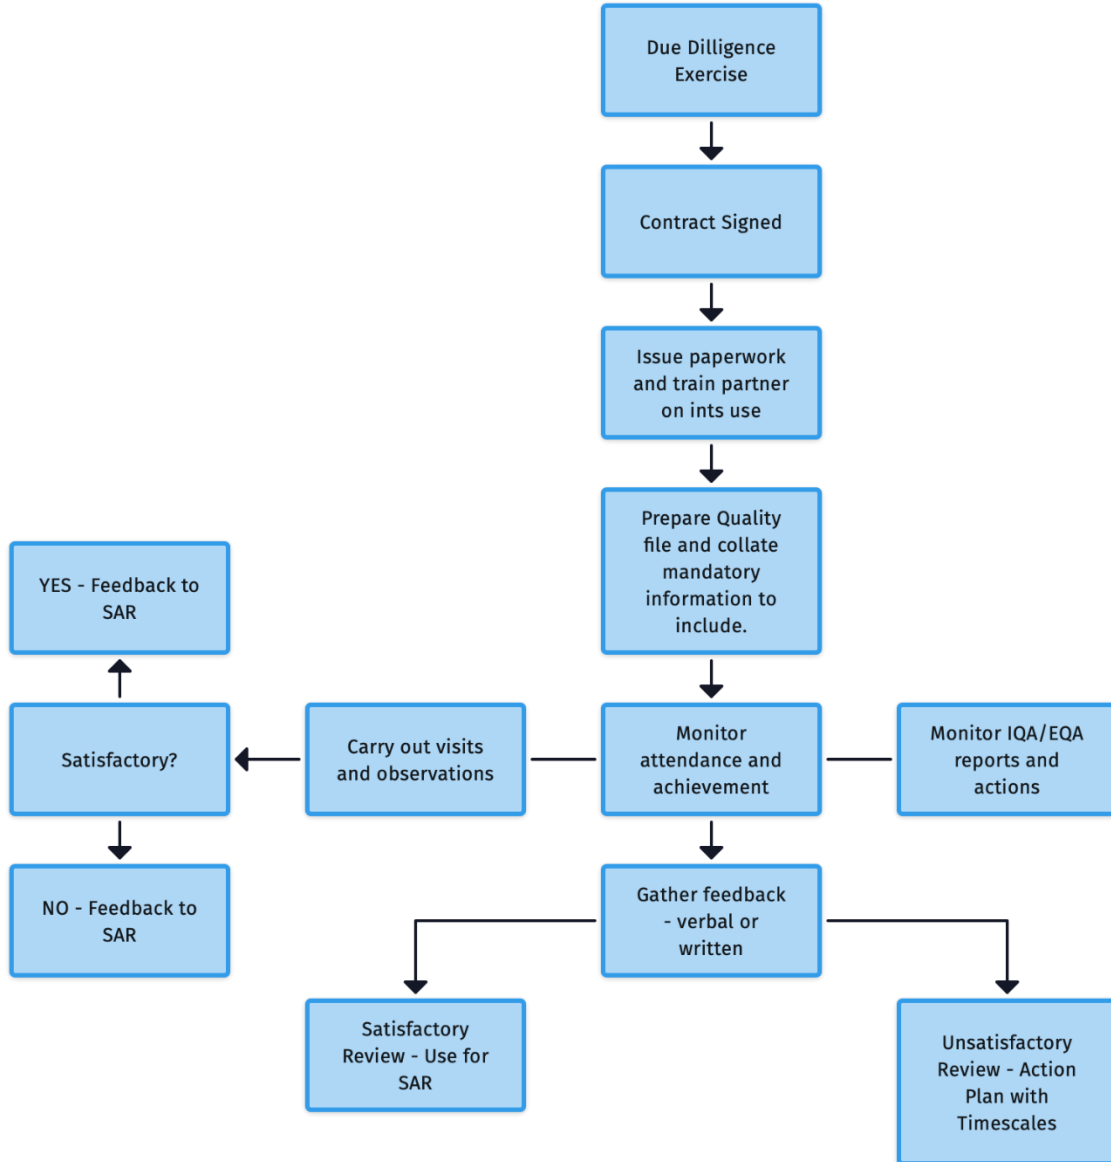 Due Dilligence
Exercise
Contract Signed
Issue paperwork
and train partner
on ints use
Prepare Quality
file and collate
mandatory
information to
include.
YES - Feedback to
SAR
Satisfactory?
Carry out visits
and observations
Monitor
attendance and
achievement
Monitor IQA/EQA
reports and
actions
NO - Feedback to
SAR
Gather feedback
- verbal or
written
Satisfactory
Review - Use for
SAR
Unsatisfactory
Review - Action
Plan with
Timescales